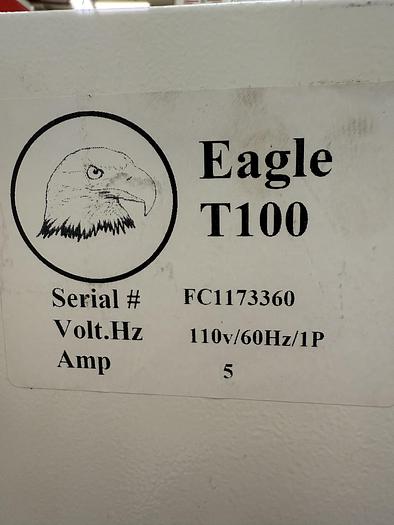 Eagle
T100
Serial # FC1173360
Volt.Hz 110v/60Hz/1P
Amp 5